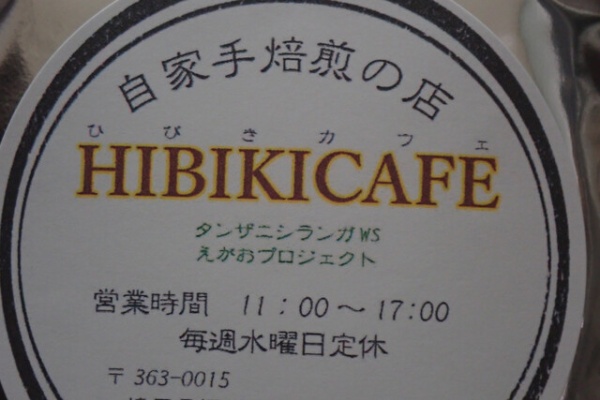 自家手焙煎の店
ひびきカフェ
HIBIKICAFE
タンザニシランガWS
えがおプロジェクト
営業時間 11:00～17:00
毎週水曜日定休
〒363-0015